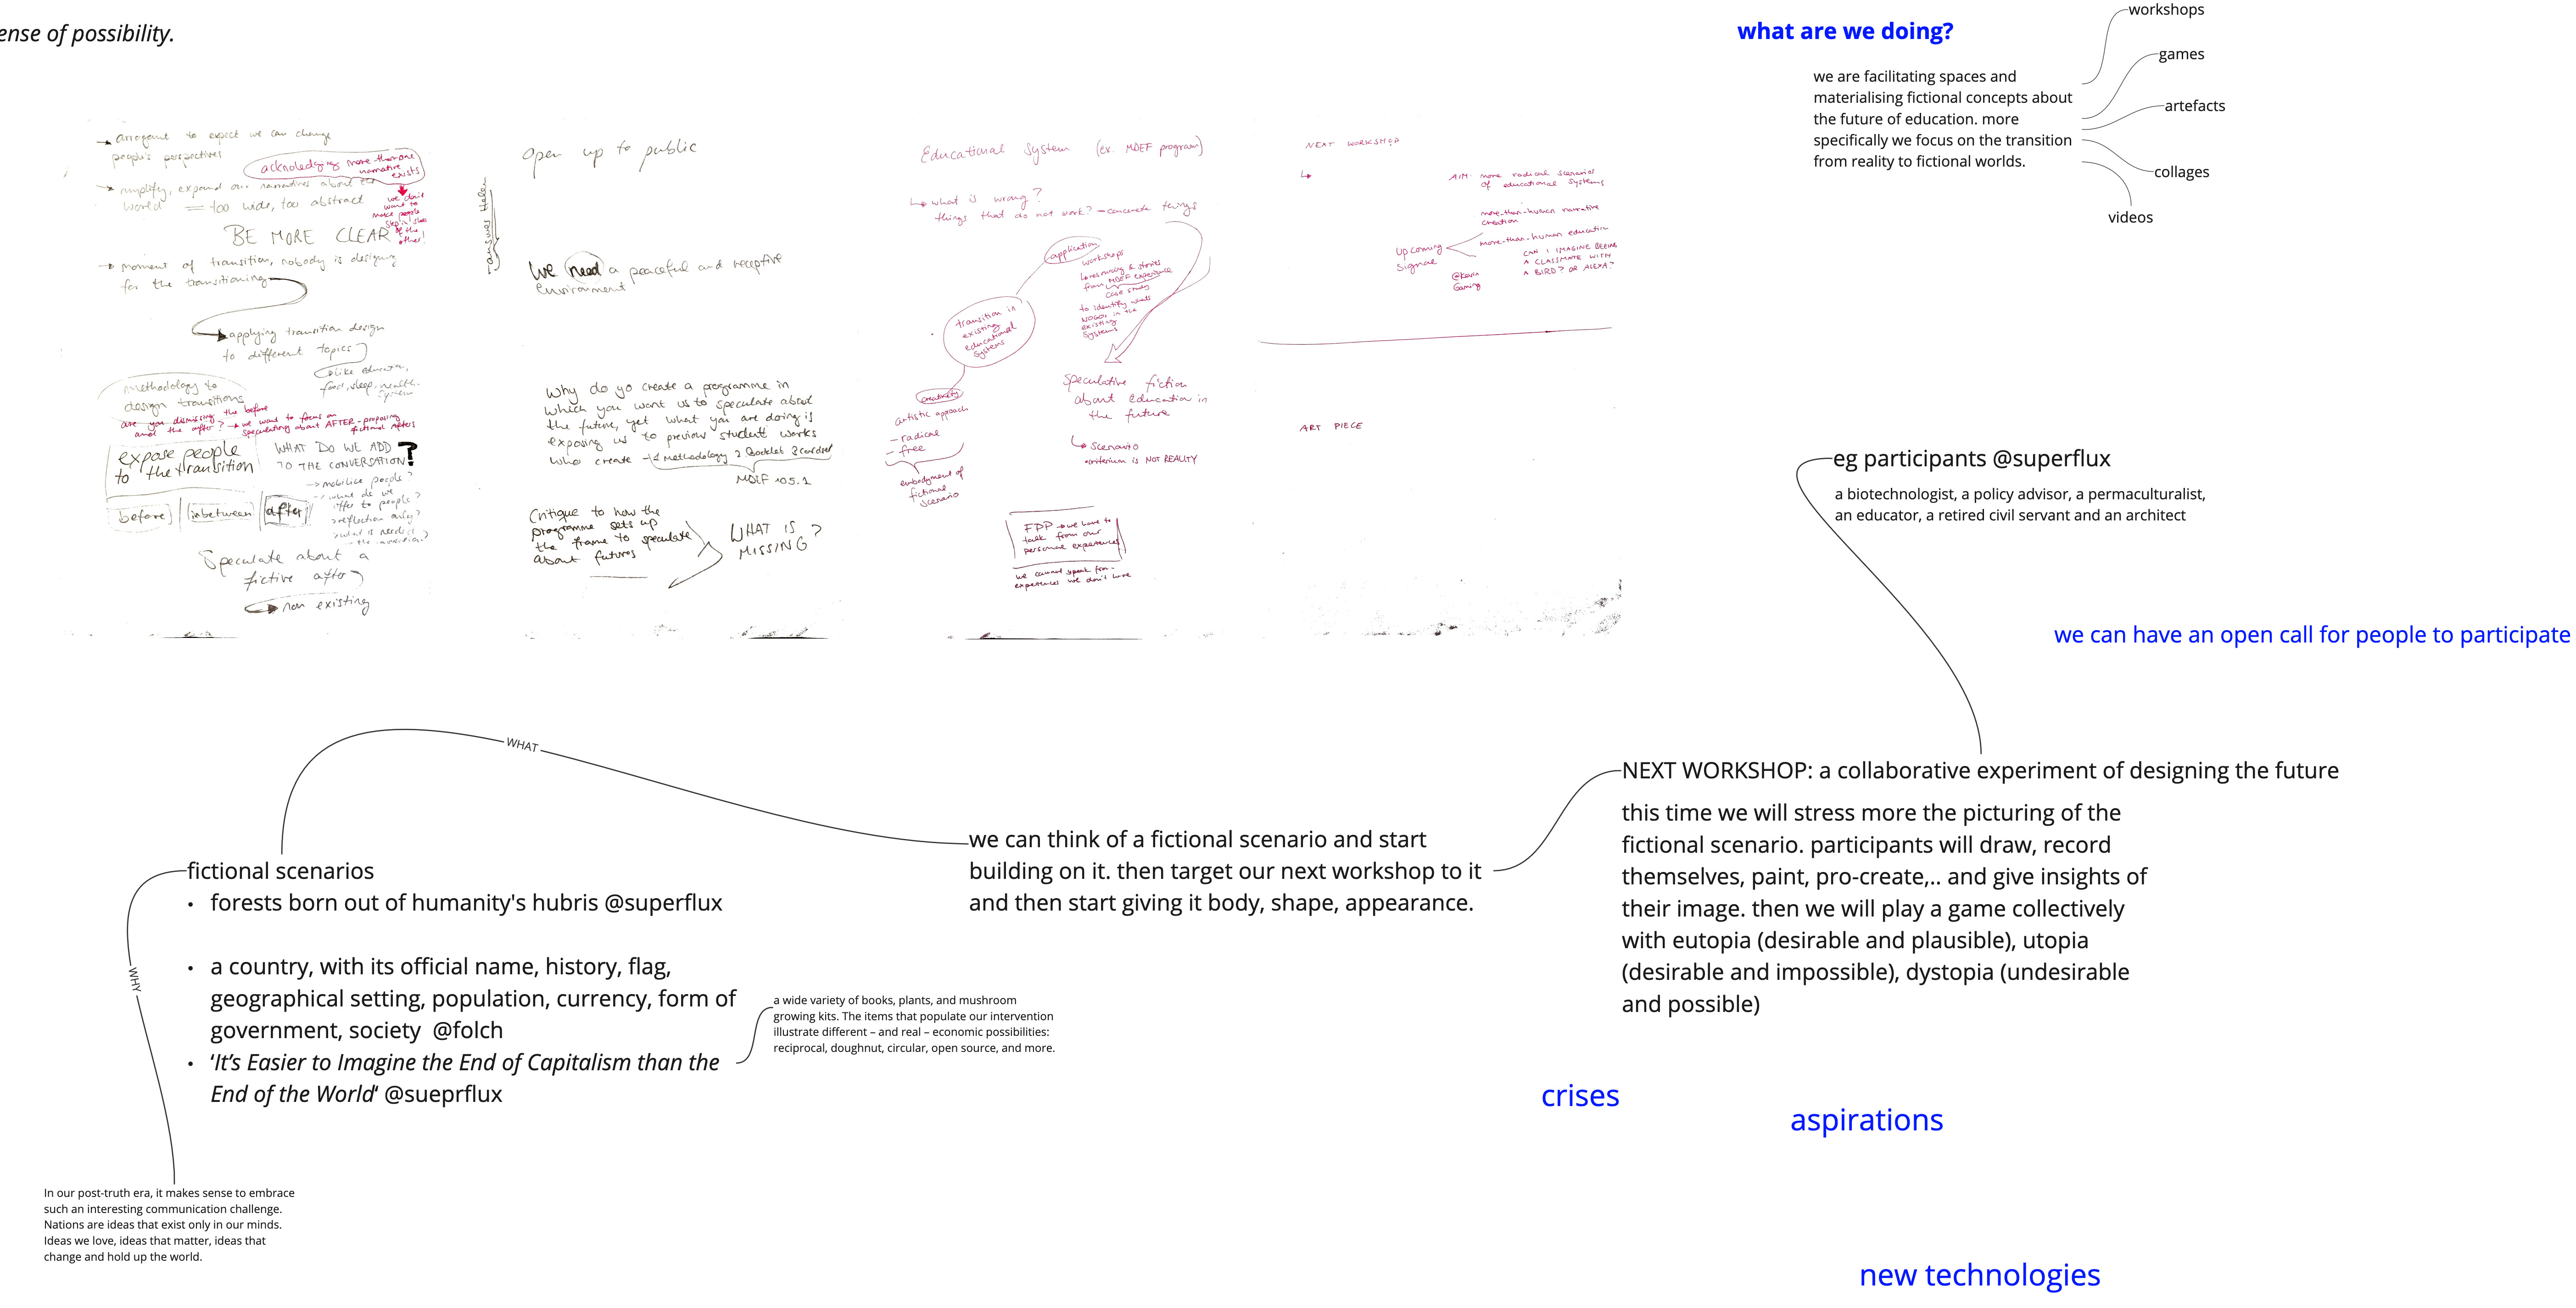 ense of possibility.
→ arrogant to expect we can change
people's perspectives
acknoledging more-than-one
narrative
exists
→ amplify, expand our narratives about the
world = too wide, too abstract
we don't
want to
make people
step in shoes
of the
other!
BE MORE CLEAR
→ moment of transition, nobody is designing
for the transitioning
applying transition design
to different topics
like education,
food, sleep, health-
system
methodology to
design transitions
are you dismissing the before
and the after? → we want to focus on
speculating about AFTER - proposing
fictional AFTERS
expose people
to the transition
before | inbetween | after
WHAT DO WE ADD
TO THE CONVERSATION?
→ mobilise people?
→ what do we
offer to people?
→ reflection only?
→ what is needed
Speculate about a
fictive after
non existing
answer Helen
Open up to public
We need a peaceful and receptive
environment
Why do yo create a programme in
which you want us to speculate about
the future, yet what you are doing is
exposing us to previous student works
who create → 1 Methodology 2 Booklet 3 cardset
MDEF 105.1
Critique to how the
programme sets up
the frame to speculate
about futures
WHAT IS
MISSING?
Educational System (ex. MDEF program)
↳ what is wrong?
things that do not work? - concrete things
application
workshops
from MDEF experience
case study
to identify whats
NOGOs in the
existing
systems
transition in
existing
educational
systems
creativity
artistic approach
- radical
- free
embodyment of
fictional
scenario
Speculative fiction
about Education in
the future
↳ scenario
•criterium is NOT REALITY
FPP → we have to
talk from our
personal experiences
we cannot speak from
experiences we don't have
NEXT WORKSHOP
↳
AIM: more radical scenarios
of educational systems
upcoming
signal
more-than-human narrative
creation
more-than-human education
CAN I IMAGINE BEEING
A CLASSMATE WITH
A BIRD? OR ALEXA?
@Kevin
Gaming
ART PIECE
what are we doing?
we are facilitating spaces and
materialising fictional concepts about
the future of education. more
specifically we focus on the transition
from reality to fictional worlds.
workshops
games
artefacts
collages
videos
eg participants @superflux
a biotechnologist, a policy advisor, a permaculturalist,
an educator, a retired civil servant and an architect
we can have an open call for people to participate
WHAT
NEXT WORKSHOP: a collaborative experiment of designing the future
this time we will stress more the picturing of the
fictional scenario. participants will draw, record
themselves, paint, pro-create,.. and give insights of
their image. then we will play a game collectively
with eutopia (desirable and plausible), utopia
(desirable and impossible), dystopia (undesirable
and possible)
we can think of a fictional scenario and start
building on it. then target our next workshop to it
and then start giving it body, shape, appearance.
fictional scenarios
• forests born out of humanity's hubris @superflux
• a country, with its official name, history, flag,
geographical setting, population, currency, form of
government, society @folch
• ‘It’s Easier to Imagine the End of Capitalism than the
End of the World‘ @sueprflux
a wide variety of books, plants, and mushroom
growing kits. The items that populate our intervention
illustrate different – and real – economic possibilities:
reciprocal, doughnut, circular, open source, and more.
WHY
In our post-truth era, it makes sense to embrace
such an interesting communication challenge.
Nations are ideas that exist only in our minds.
Ideas we love, ideas that matter, ideas that
change and hold up the world.
crises
aspirations
new technologies